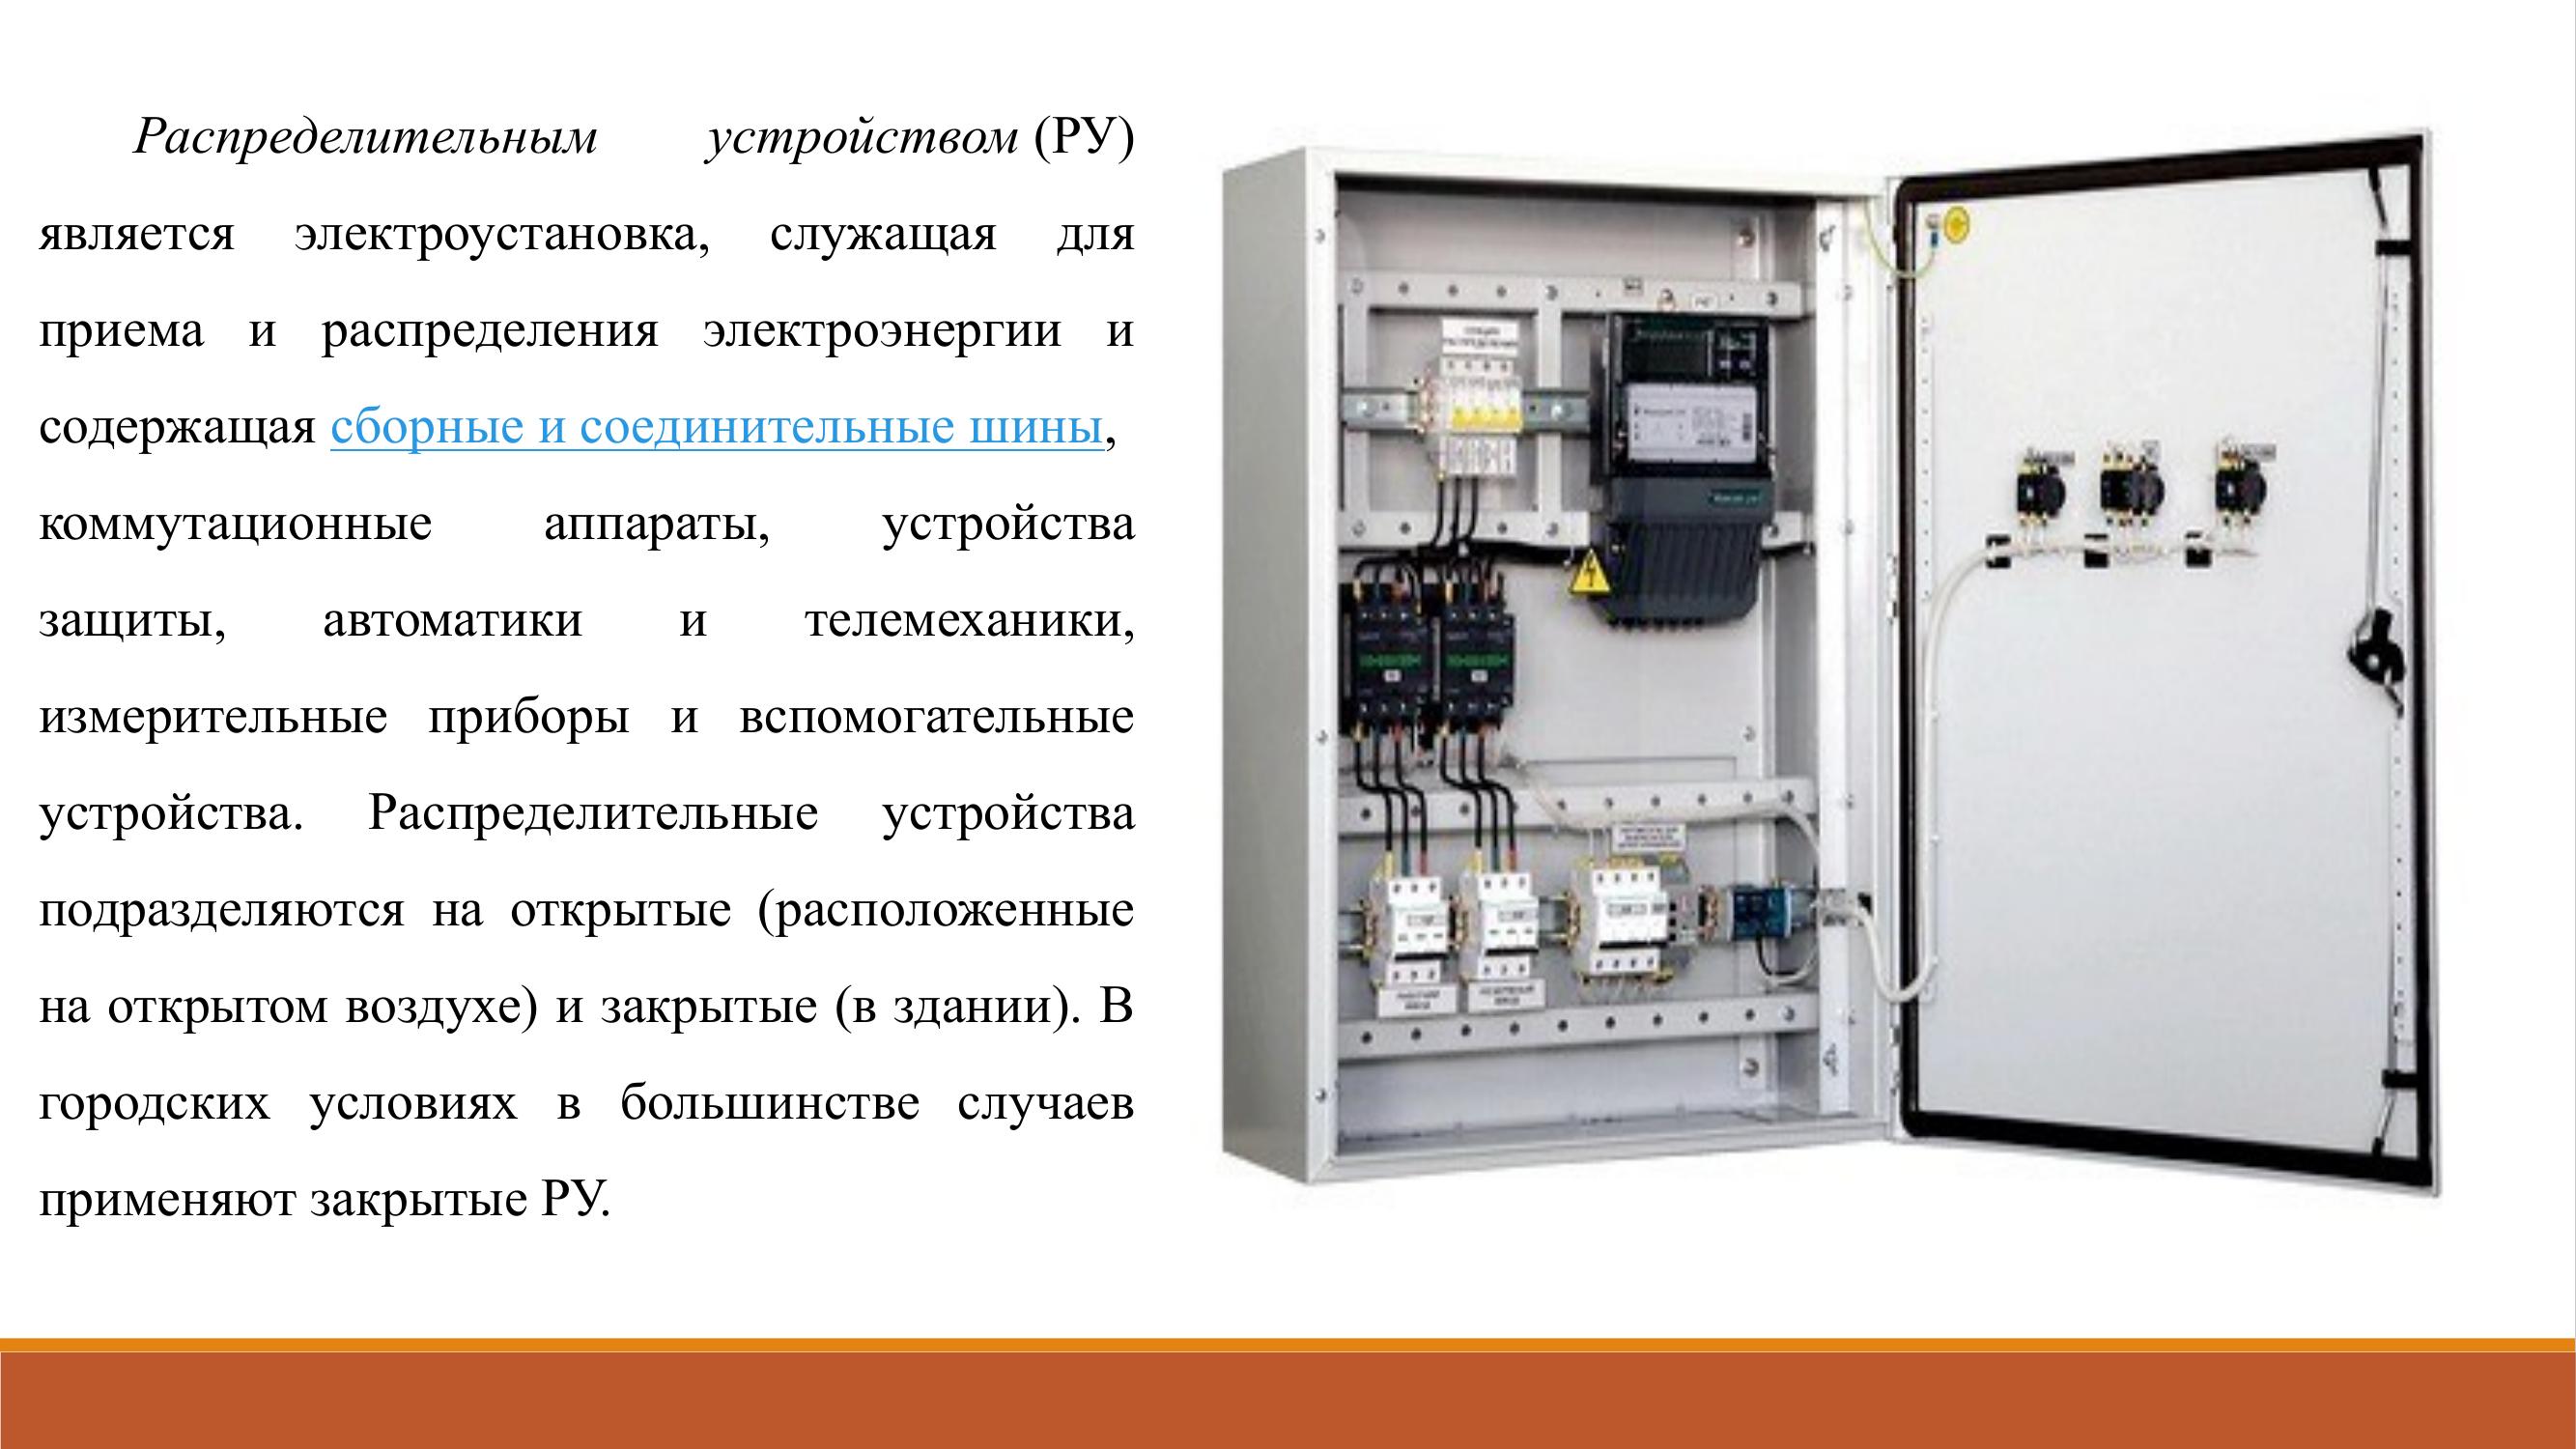 Распределительным устройством (РУ)
является электроустановка, служащая для
приема и распределения электроэнергии и
содержащая сборные и соединительные шины,
коммутационные аппараты, устройства
защиты, автоматики и телемеханики,
измерительные приборы и вспомогательные
устройства. Распределительные устройства
подразделяются на открытые (расположенные
на открытом воздухе) и закрытые (в здании). В
городских условиях в большинстве случаев
применяют закрытые РУ.